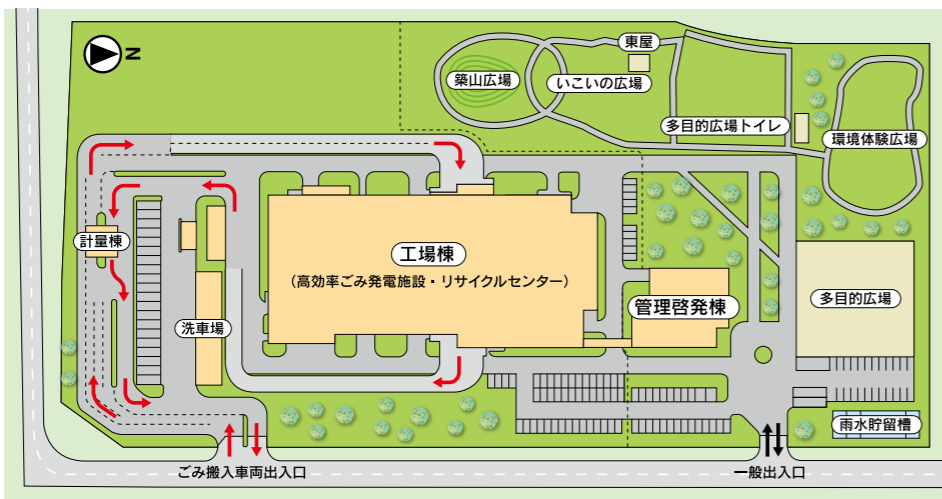 N
東屋
築山広場
いこいの広場
多目的広場トイレ
環境体験広場
計量棟
工場棟
(高効率ごみ発電施設・リサイクルセンター)
管理啓発棟
多目的広場
洗車場
雨水貯留槽
ごみ搬入車両出入口
一般出入口